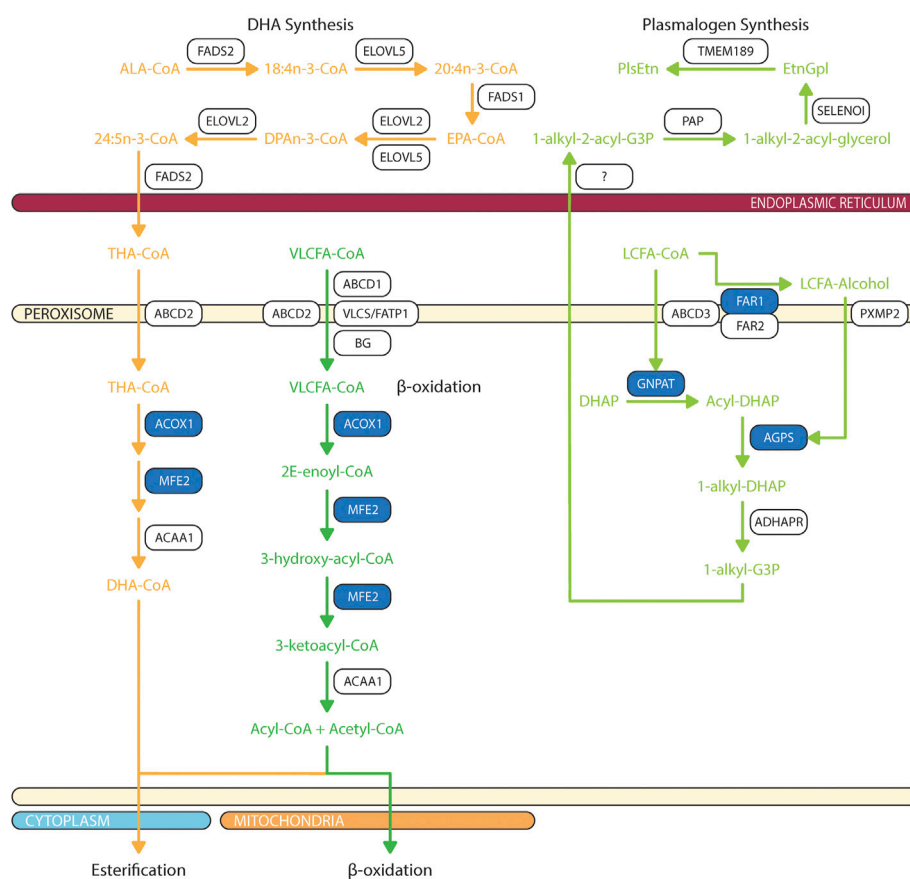 DHA Synthesis
Plasmalogen Synthesis
FADS2
ELOVL5
TMEM189
ALA-CoA
18:4n-3-CoA
20:4n-3-CoA
PlsEtn
EtnGpl
FADS1
SELENOI
ELOVL2
ELOVL2
PAP
24:5n-3-CoA
DPAn-3-CoA
EPA-CoA
1-alkyl-2-acyl-G3P
1-alkyl-2-acyl-glycerol
ELOVL5
FADS2
?
ENDOPLASMIC RETICULUM
THA-CoA
VLCFA-CoA
LCFA-CoA
ABCD1
LCFA-Alcohol
FAR1
PEROXISOME
ABCD2
ABCD2
VLCS/FATP1
ABCD3
PXMP2
FAR2
BG
THA-CoA
VLCFA-CoA
β-oxidation
GNPAT
DHAP
Acyl-DHAP
ACOX1
ACOX1
AGPS
2E-enoyl-CoA
MFE2
1-alkyl-DHAP
MFE2
ACAA1
ADHAPR
3-hydroxy-acyl-CoA
1-alkyl-G3P
DHA-CoA
MFE2
3-ketoacyl-CoA
ACAA1
Acyl-CoA + Acetyl-CoA
CYTOPLASM
MITOCHONDRIA
Esterification
β-oxidation